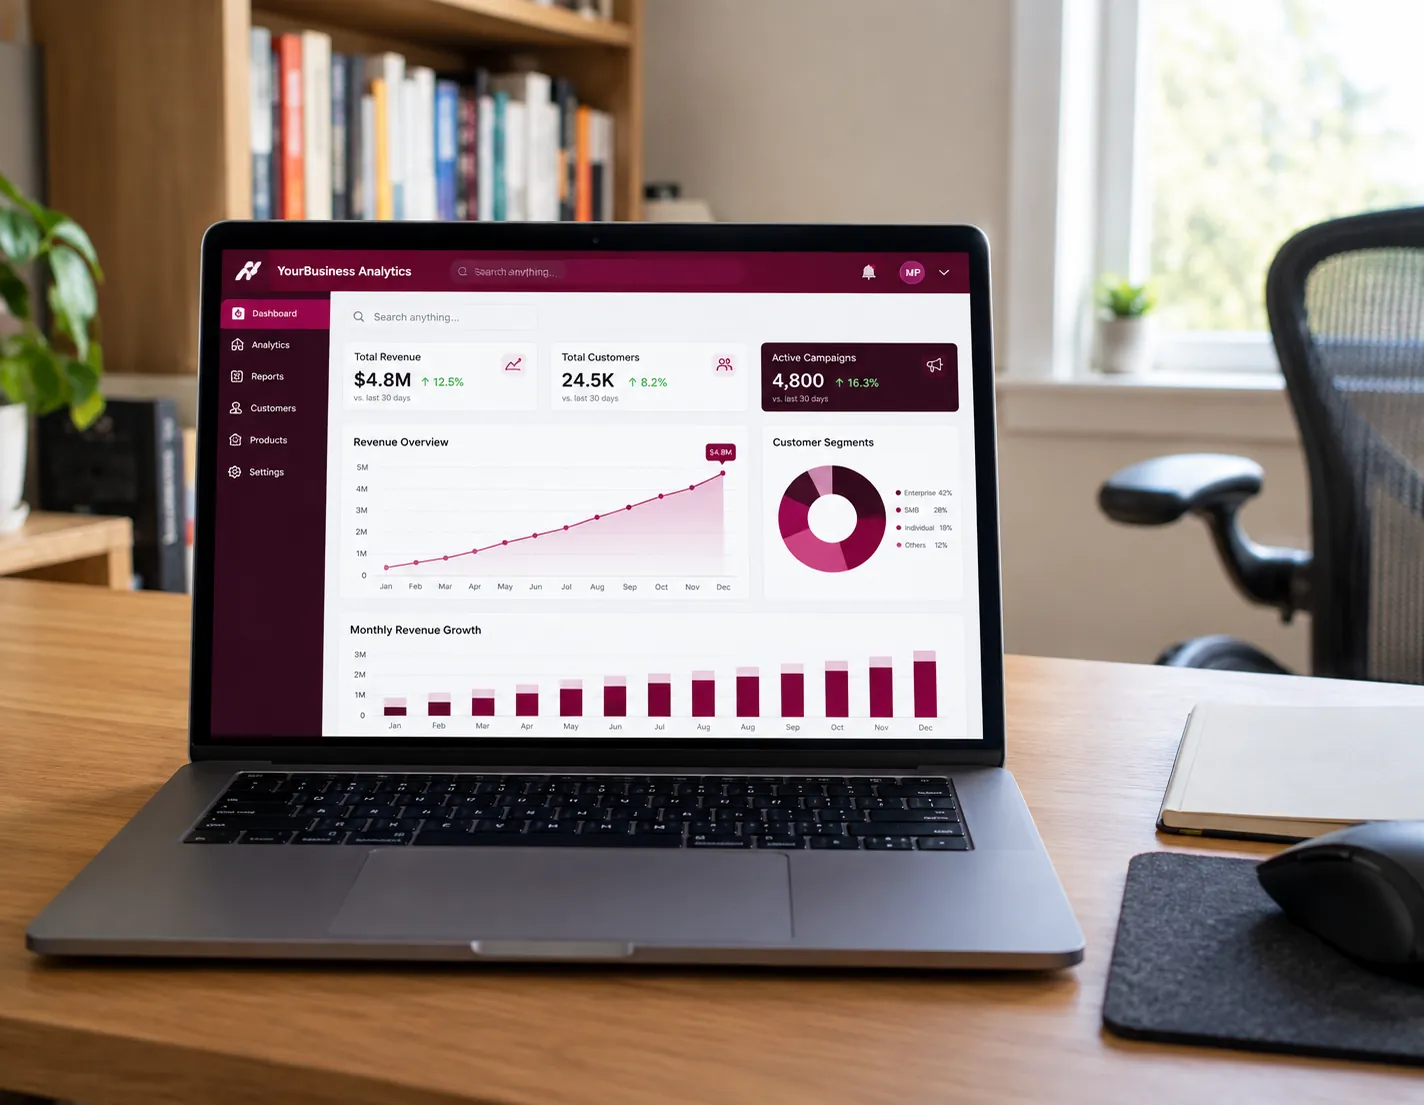 YourBusiness Analytics
Search anything...
MP
Dashboard
Analytics
Reports
Customers
Products
Settings
Search anything...
Total Revenue
$4.8M ↑ 12.5%
vs. last 30 days
Total Customers
24.5K ↑ 8.2%
vs. last 30 days
Active Campaigns
4,800 ↑ 16.3%
vs. last 30 days
Revenue Overview
$4.8M
5M
4M
3M
2M
1M
0
Jan Feb Mar Apr May Jun Jul Aug Sep Oct Nov Dec
Customer Segments
Enterprise 42%
SMB 28%
Individual 18%
Others 12%
Monthly Revenue Growth
3M
2M
1M
0
Jan Feb Mar Apr May Jun Jul Aug Aug Sep Oct Nov Dec